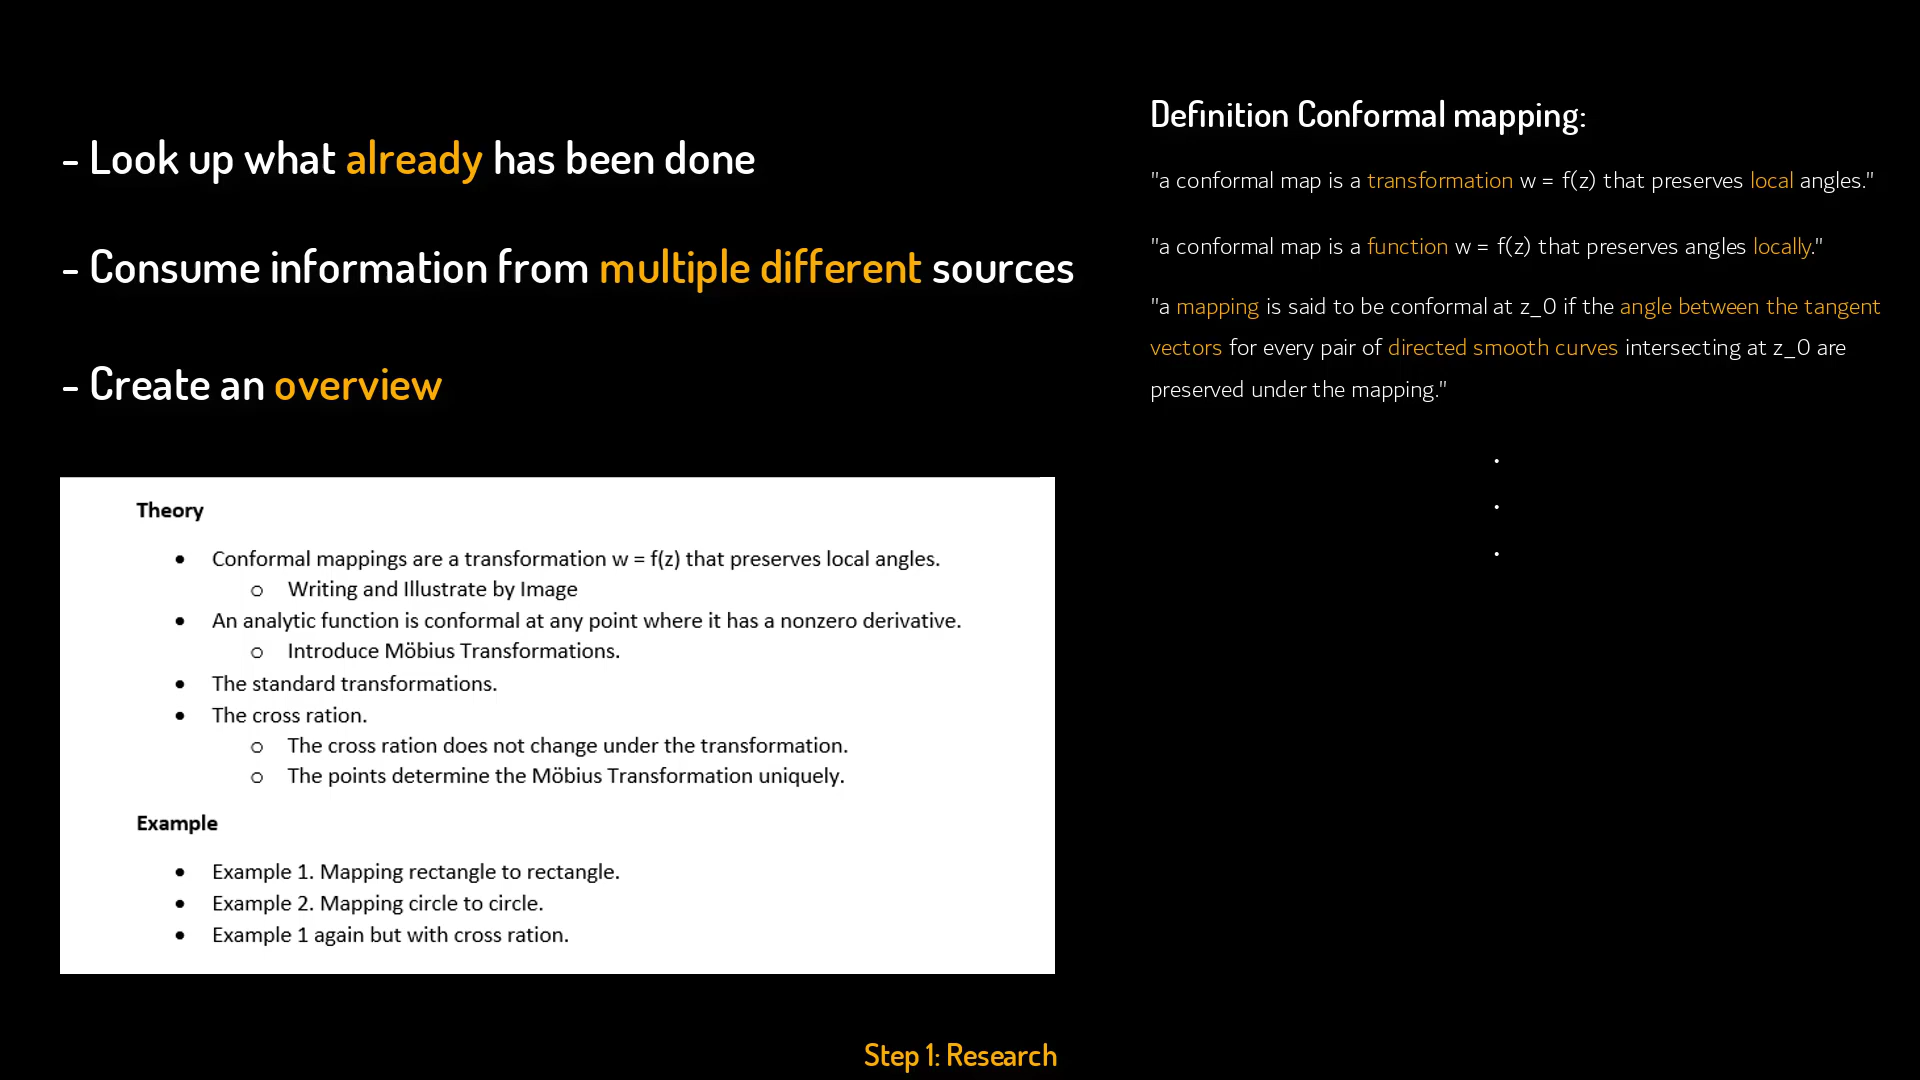 - Look up what already has been done
- Consume information from multiple different sources
- Create an overview
Theory
• Conformal mappings are a transformation w = f(z) that preserves local angles.
o Writing and Illustrate by Image
• An analytic function is conformal at any point where it has a nonzero derivative.
o Introduce Möbius Transformations.
• The standard transformations.
• The cross ration.
o The cross ration does not change under the transformation.
o The points determine the Möbius Transformation uniquely.
Example
• Example 1. Mapping rectangle to rectangle.
• Example 2. Mapping circle to circle.
• Example 1 again but with cross ration.
Definition Conformal mapping:
"a conformal map is a transformation w = f(z) that preserves local angles."
"a conformal map is a function w = f(z) that preserves angles locally."
"a mapping is said to be conformal at z_0 if the angle between the tangent
vectors for every pair of directed smooth curves intersecting at z_0 are
preserved under the mapping."
.
.
.
Step 1: Research